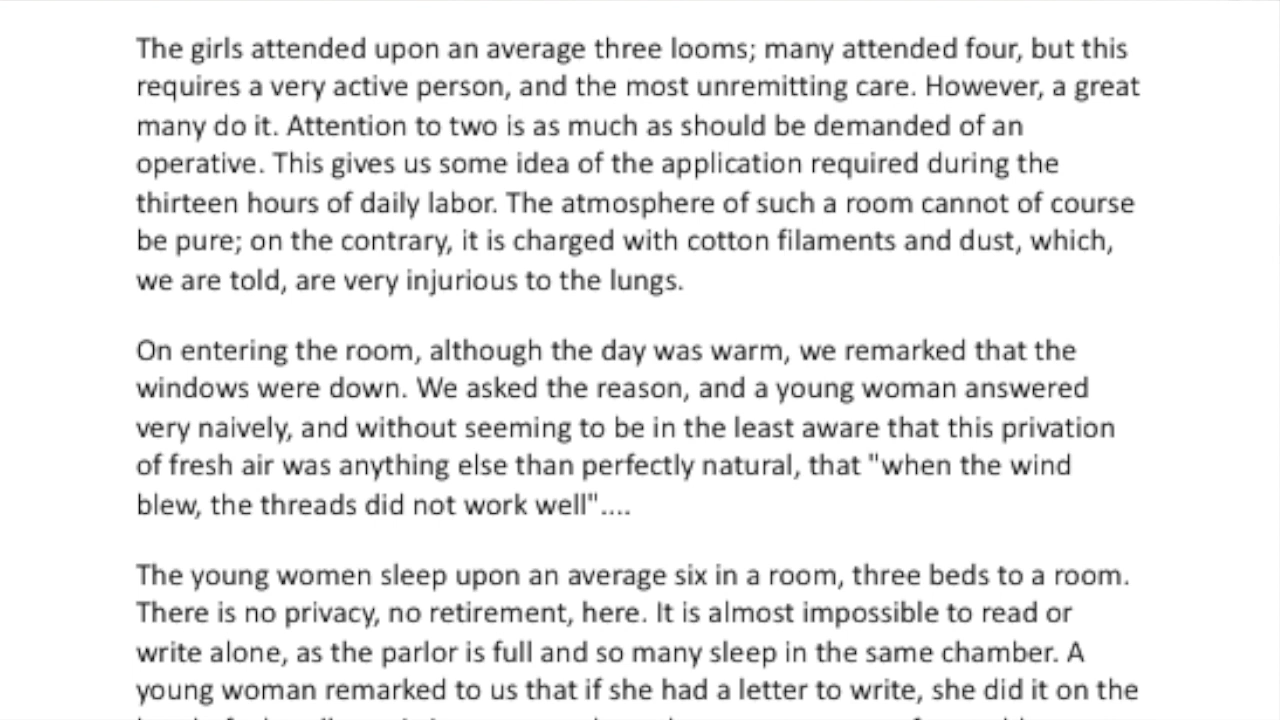 The girls attended upon an average three looms; many attended four, but this
requires a very active person, and the most unremitting care. However, a great
many do it. Attention to two is as much as should be demanded of an
operative. This gives us some idea of the application required during the
thirteen hours of daily labor. The atmosphere of such a room cannot of course
be pure; on the contrary, it is charged with cotton filaments and dust, which,
we are told, are very injurious to the lungs.
On entering the room, although the day was warm, we remarked that the
windows were down. We asked the reason, and a young woman answered
very naively, and without seeming to be in the least aware that this privation
of fresh air was anything else than perfectly natural, that "when the wind
blew, the threads did not work well"....
The young women sleep upon an average six in a room, three beds to a room.
There is no privacy, no retirement, here. It is almost impossible to read or
write alone, as the parlor is full and so many sleep in the same chamber. A
young woman remarked to us that if she had a letter to write, she did it on the